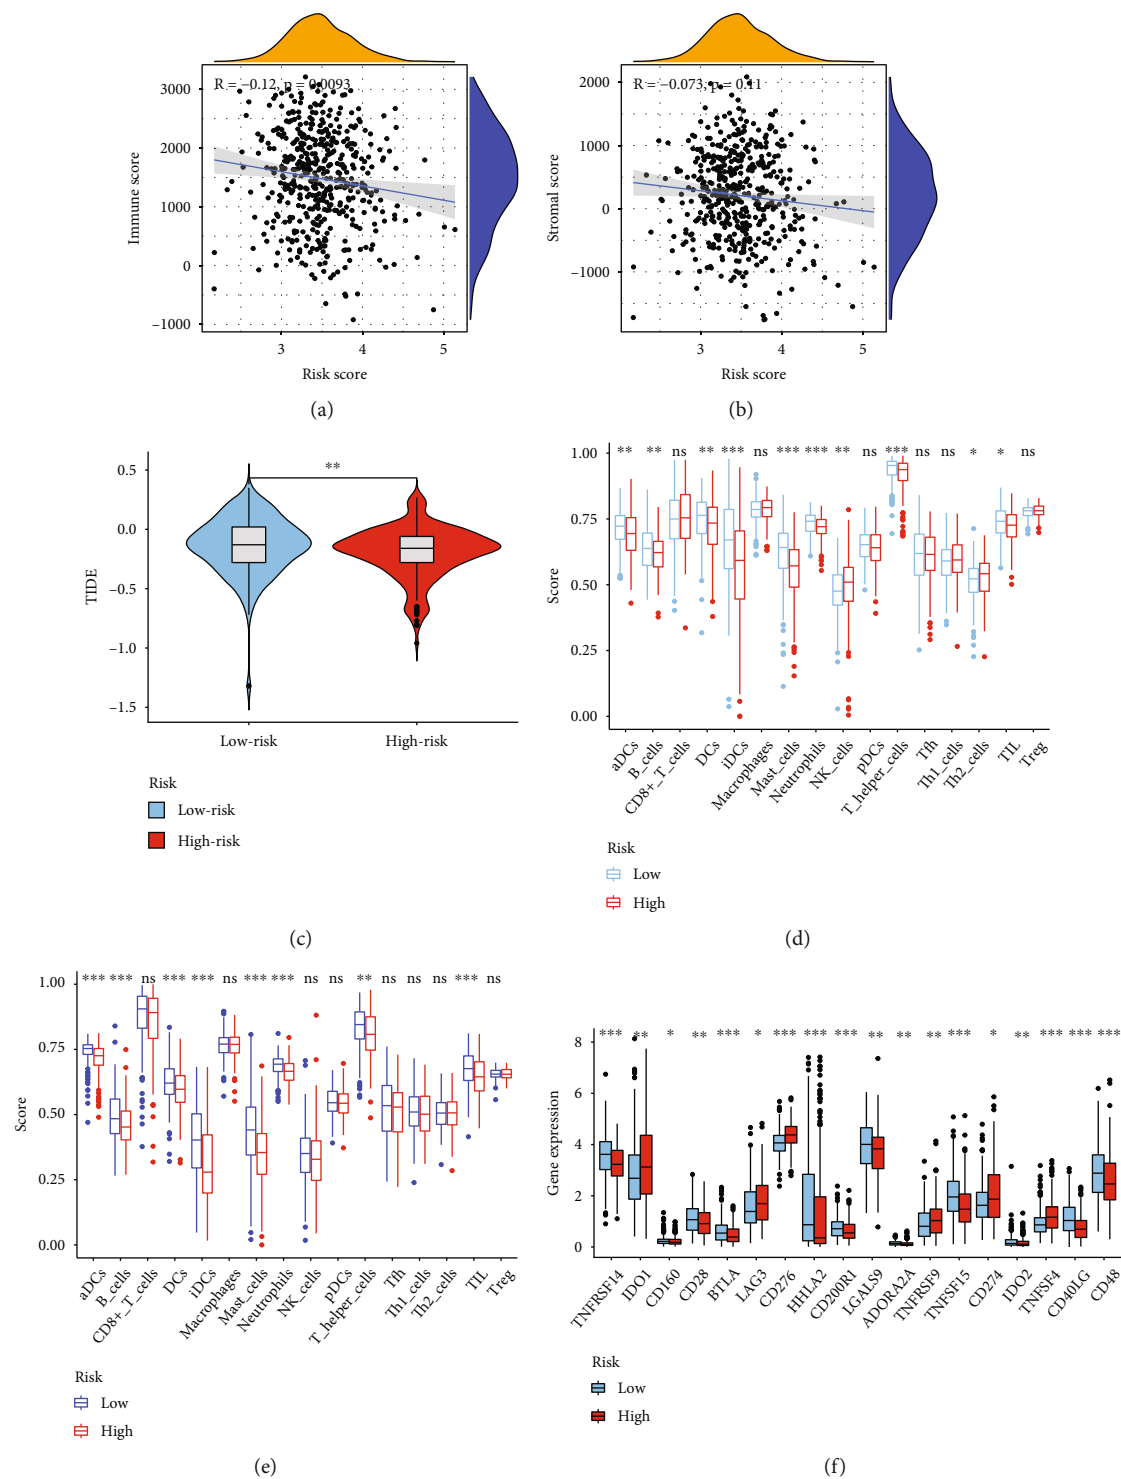 R = −0.12, p = 0.0093
Immune score
3000
2000
1000
0
−1000
3 4 5
Risk score
(a)
R = −0.073, p = 0.11
Stromal score
2000
1000
0
−1000
3 4 5
Risk score
(b)
**
TIDE
0.5
0.0
−0.5
−1.0
−1.5
Low-risk High-risk
Risk
Low-risk
High-risk
(c)
** ** ns ** *** ns *** *** ** ns *** ns ns * * ns
Score
1.00
0.75
0.50
0.25
0.00
aDCs
B_cells
CD8+_T_cells
DCs
iDCs
Macrophages
Mast_cells
Neutrophils
NK_cells
pDCs
T_helper_cells
Tfh
Th1_cells
Th2_cells
TIL
Treg
Risk
Low
High
(d)
*** *** ns *** *** ns *** *** ns ns ** ns ns ns *** ns
Score
1.00
0.75
0.50
0.25
0.00
aDCs
B_cells
CD8+_T_cells
DCs
iDCs
Macrophages
Mast_cells
Neutrophils
NK_cells
pDCs
T_helper_cells
Tfh
Th1_cells
Th2_cells
TIL
Treg
Risk
Low
High
(e)
*** ** * ** *** * *** *** *** ** ** ** *** * ** *** *** ***
Gene expression
8
6
4
2
0
TNFRSF14
IDO1
CD160
CD28
BTLA
LAG3
CD276
HHLA2
CD200R1
LGALS9
ADORA2A
TNFRSF9
TNFSF15
CD274
IDO2
TNFSF4
CD40LG
CD48
Risk
Low
High
(f)